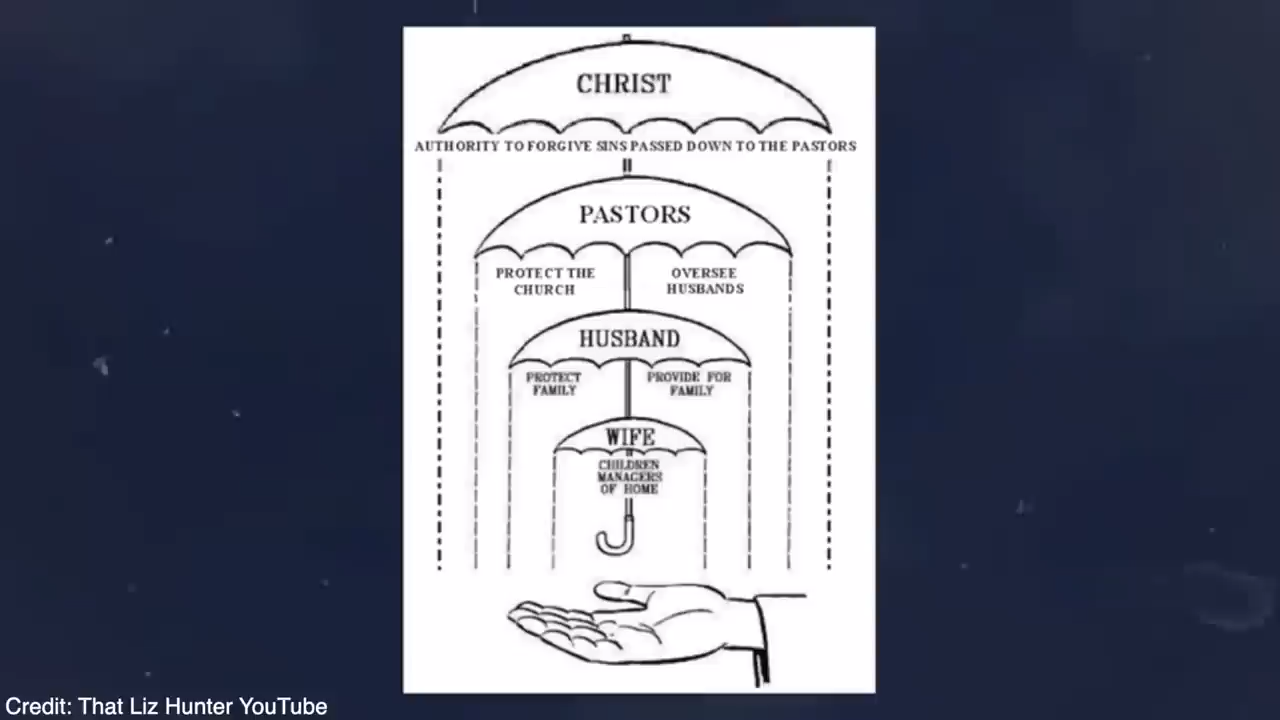 CHRIST
AUTHORITY TO FORGIVE SINS PASSED DOWN TO THE PASTORS
PASTORS
PROTECT THE
CHURCH
OVERSEE
HUSBANDS
HUSBAND
PROTECT
FAMILY
PROVIDE FOR
FAMILY
WIFE
CHILDREN
MANAGERS
OF HOME
Credit: That Liz Hunter YouTube